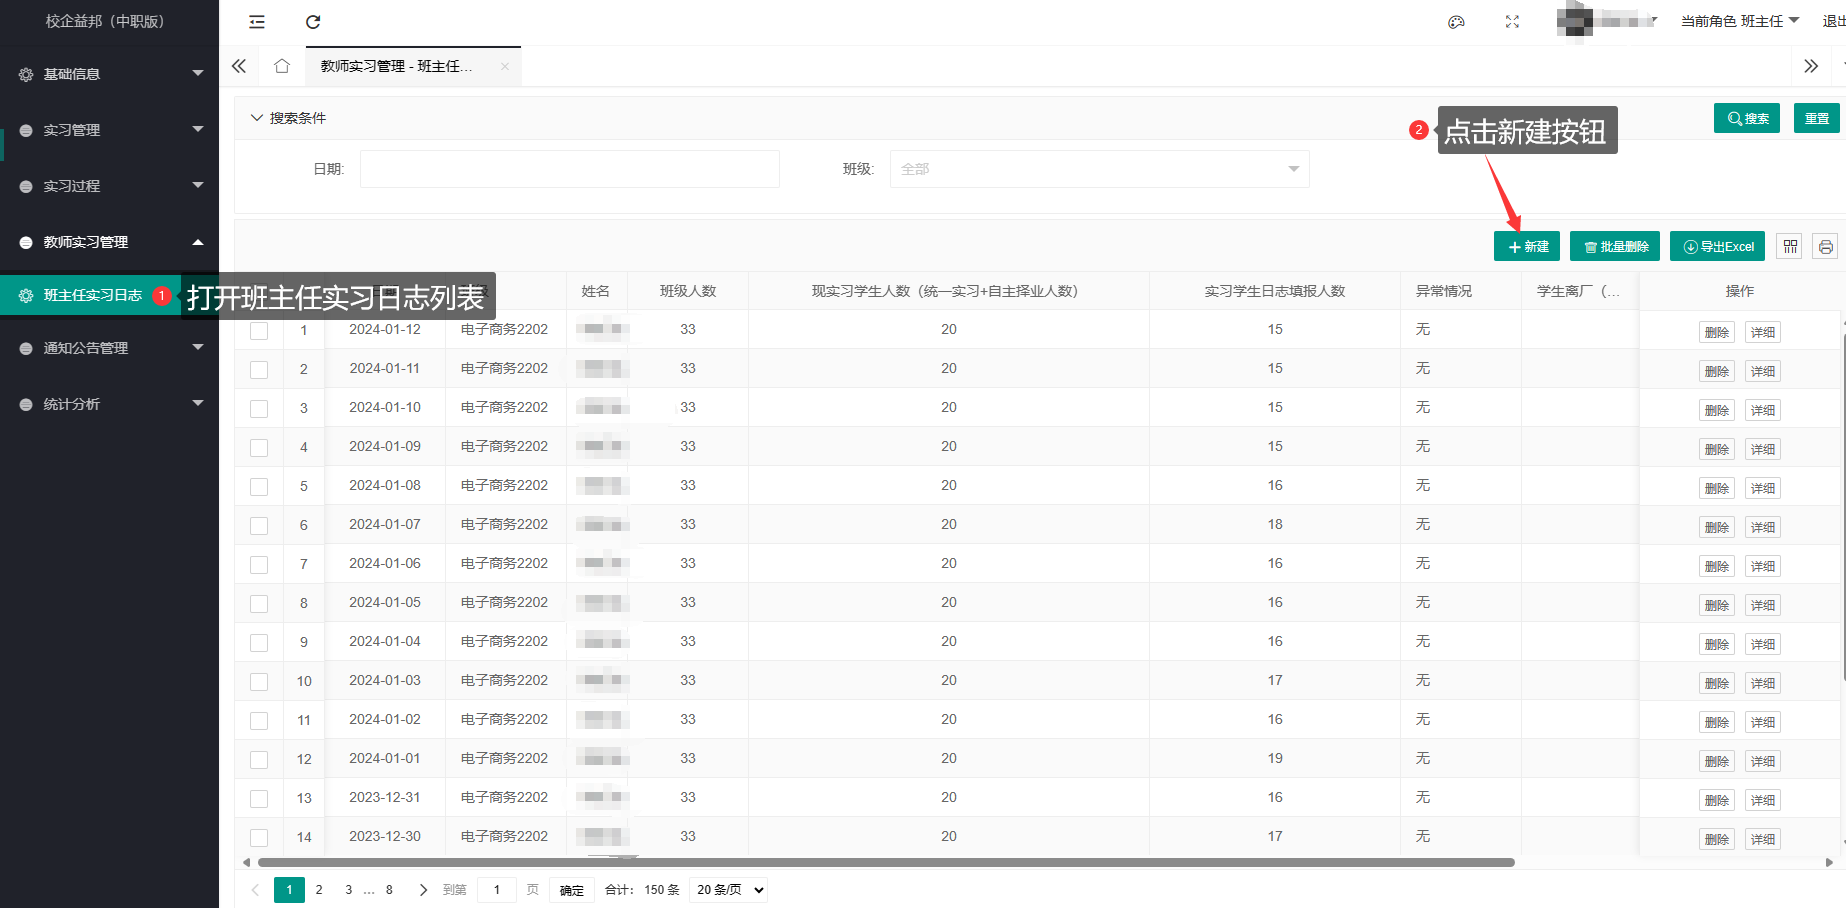 校企益邦（中职版）
当前角色 班主任
基础信息
实习管理
实习过程
教师实习管理
班主任实习日志
通知公告管理
统计分析
教师实习管理 - 班主任...
搜索条件
搜索
重置
日期:
班级:
全部
1
打开班主任实习日志列表
2
点击新建按钮
新建
批量删除
导出Excel
姓名 班级人数 现实习学生人数（统一实习+自主择业人数） 实习学生日志填报人数 异常情况 学生离厂（... 操作
1 2024-01-12 电子商务2202 33 20 15 无 删除 详细
2 2024-01-11 电子商务2202 33 20 15 无 删除 详细
3 2024-01-10 电子商务2202 33 20 15 无 删除 详细
4 2024-01-09 电子商务2202 33 20 15 无 删除 详细
5 2024-01-08 电子商务2202 33 20 16 无 删除 详细
6 2024-01-07 电子商务2202 33 20 18 无 删除 详细
7 2024-01-06 电子商务2202 33 20 16 无 删除 详细
8 2024-01-05 电子商务2202 33 20 16 无 删除 详细
9 2024-01-04 电子商务2202 33 20 16 无 删除 详细
10 2024-01-03 电子商务2202 33 20 17 无 删除 详细
11 2024-01-02 电子商务2202 33 20 16 无 删除 详细
12 2024-01-01 电子商务2202 33 20 19 无 删除 详细
13 2023-12-31 电子商务2202 33 20 16 无 删除 详细
14 2023-12-30 电子商务2202 33 20 17 无 删除 详细
1 2 3 ... 8 到第 1 页 确定 合计： 150 条 20 条/页